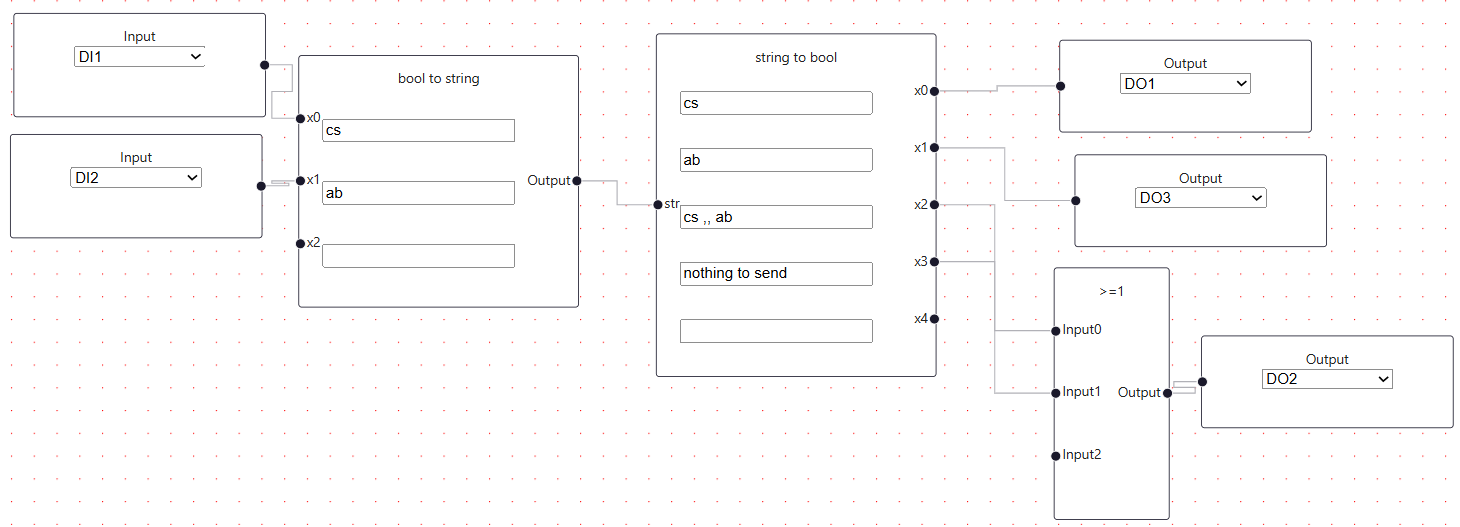 Input
DI1
Input
DI2
bool to string
x0
cs
x1
ab
x2
Output
string to bool
cs
ab
str
cs ,, ab
nothing to send
x0
x1
x2
x3
x4
Output
DO1
Output
DO3
>=1
Input0
Input1
Output
Input2
Output
DO2